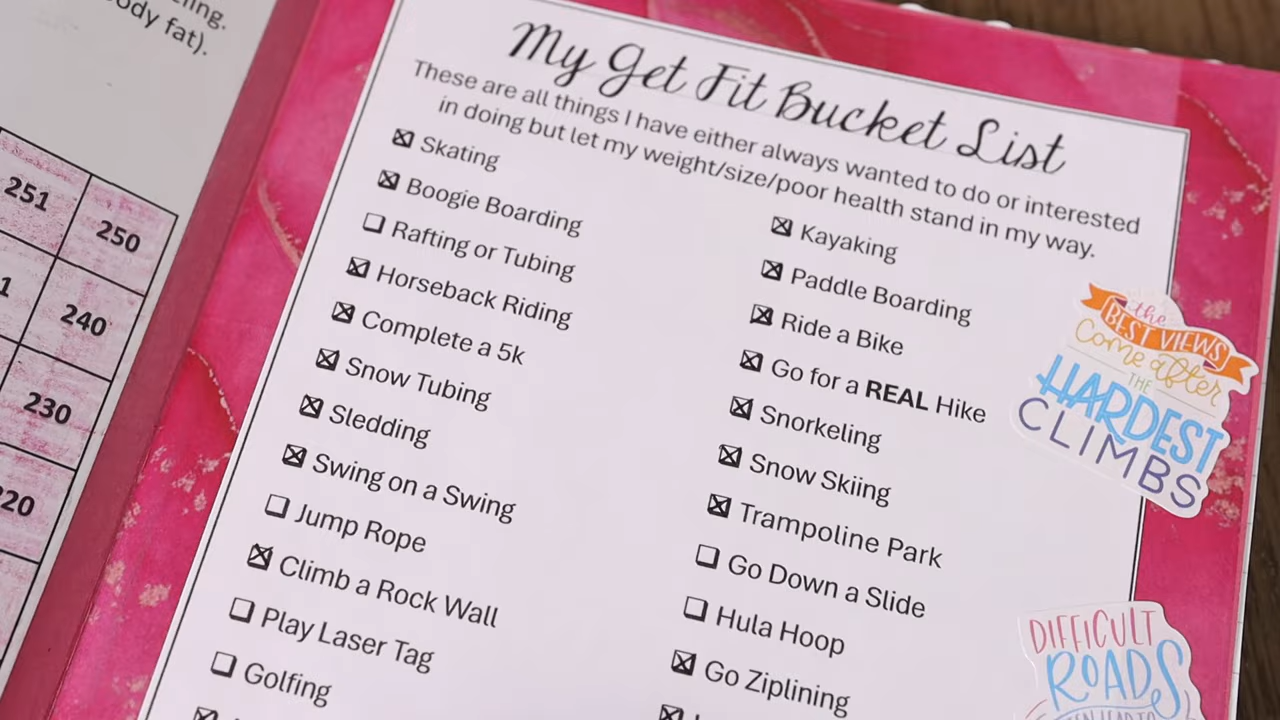 ody fat).
251
250
240
230
My Get Fit Bucket List
These are all things I have either always wanted to do or interested
in doing but let my weight/size/poor health stand in my way.
☒ Skating
☒ Boogie Boarding
☐ Rafting or Tubing
☒ Horseback Riding
☒ Complete a 5k
☒ Snow Tubing
☒ Sledding
☒ Swing on a Swing
☐ Jump Rope
☒ Climb a Rock Wall
☐ Play Laser Tag
☐ Golfing
☒ Kayaking
☒ Paddle Boarding
☒ Ride a Bike
☒ Go for a REAL Hike
☒ Snorkeling
☒ Snow Skiing
☒ Trampoline Park
☐ Go Down a Slide
☐ Hula Hoop
☒ Go Ziplining
the
BEST VIEWS
Come after
THE
HARDEST
CLIMBS
DIFFICULT
ROADS